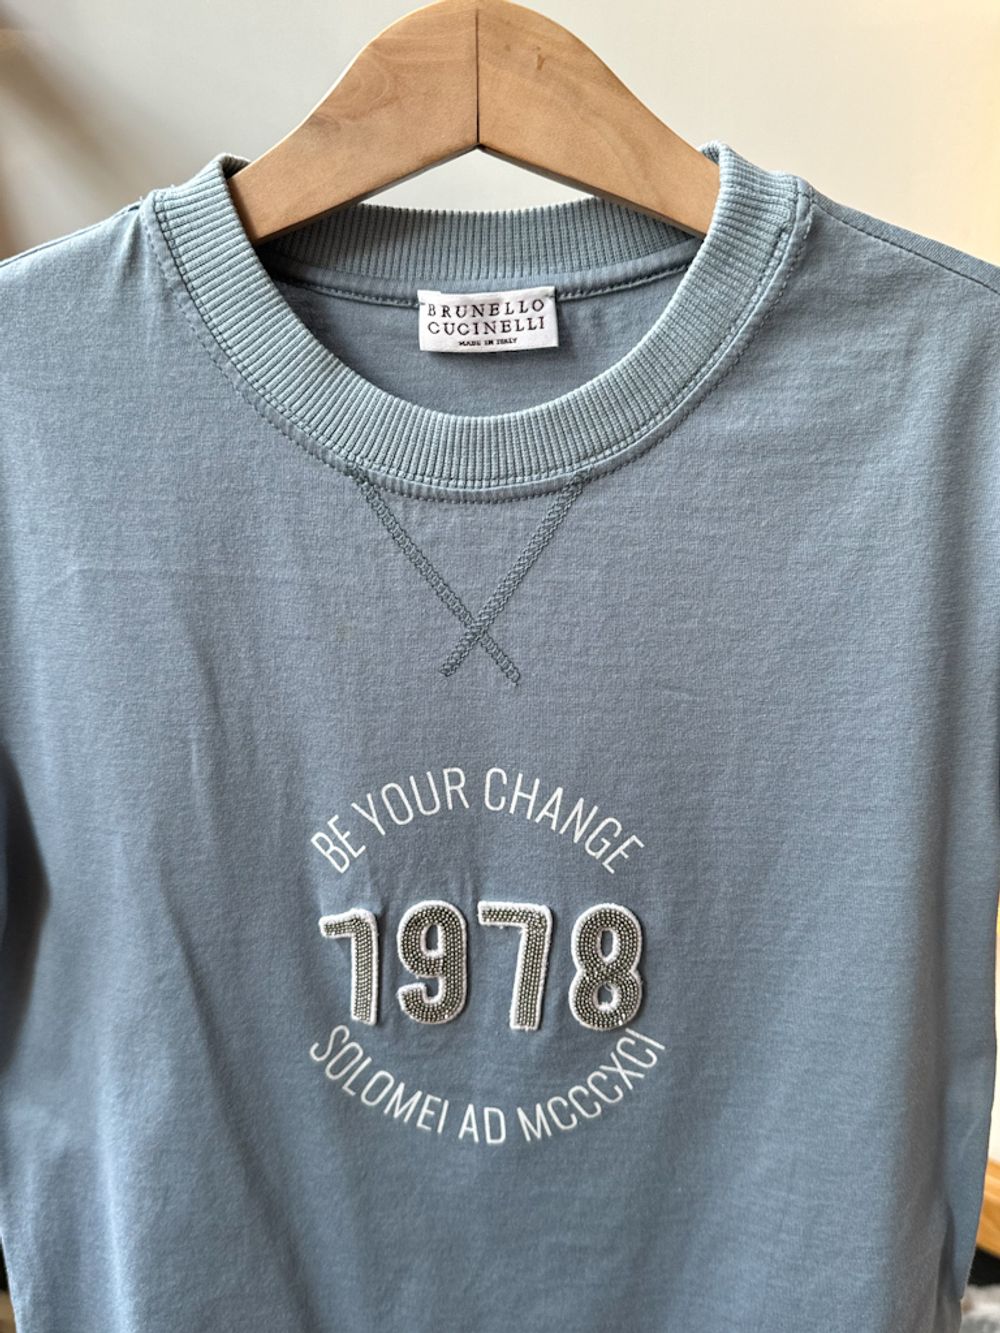 BRUNELLO
CUCINELLI
MADE IN ITALY
BE YOUR CHANGE
1978
SOLOMEI AD MCCCXCI